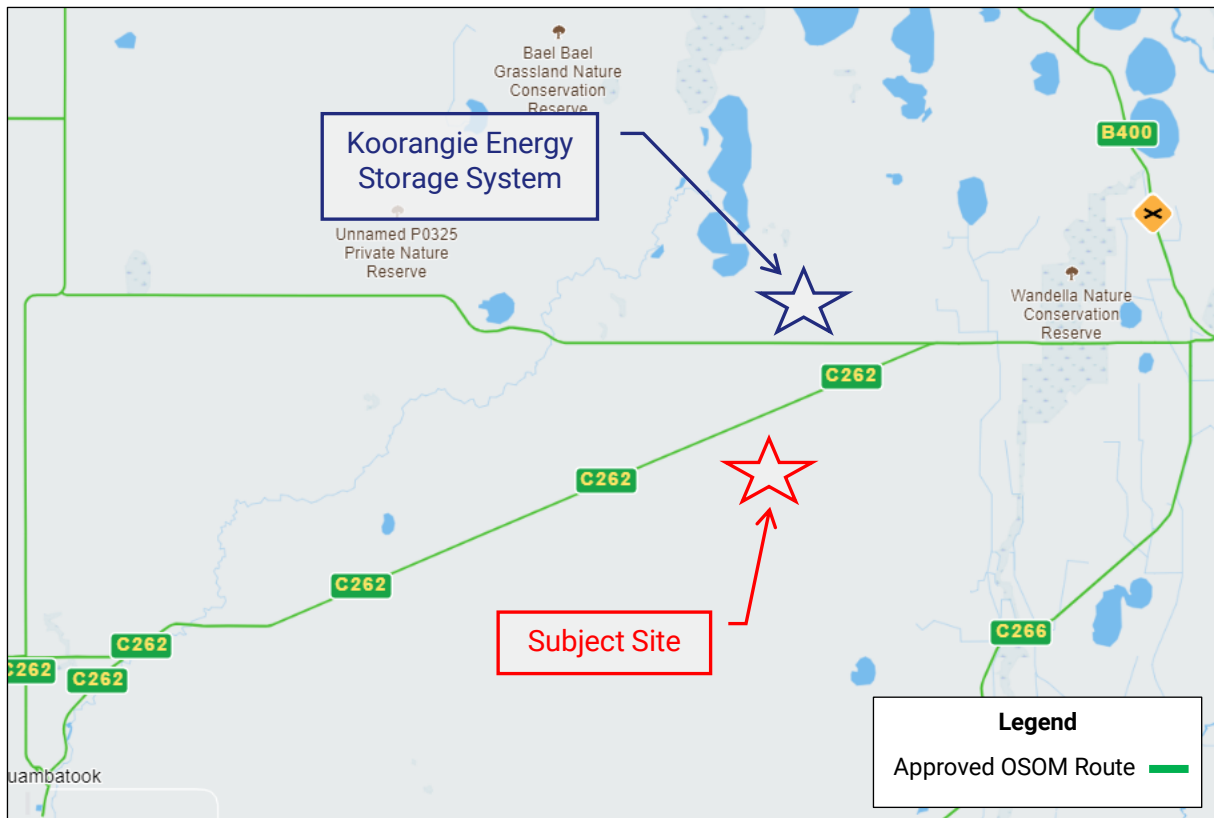 Bael Bael
Grassland Nature
Conservation
Reserve
Koorangie Energy
Storage System
B400
Unnamed P0325
Private Nature
Reserve
Wandella Nature
Conservation
Reserve
C262
C262
C262
C262
C262
C262
Subject Site
C266
uambatook
Legend
Approved OSOM Route